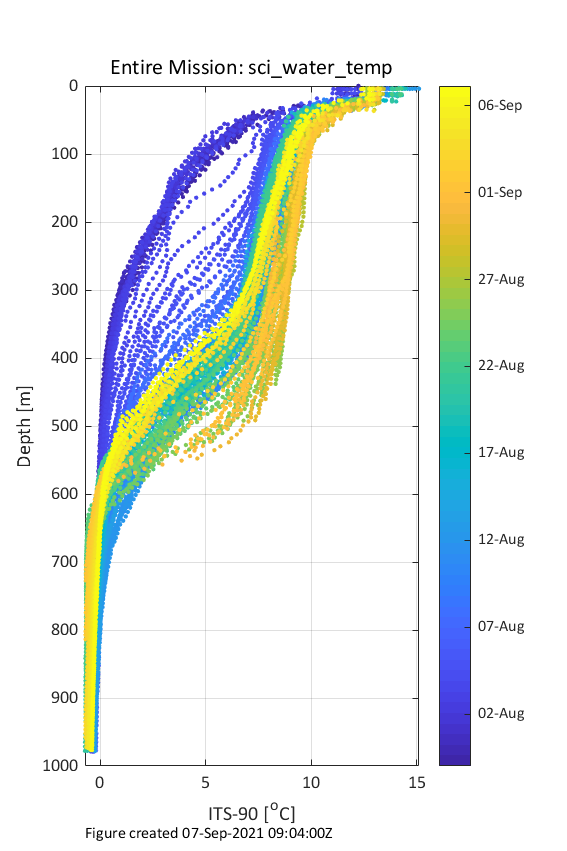 Entire Mission: sci_water_temp
0
100
200
300
400
500
600
700
800
900
1000
Depth [m]
0
5
10
15
ITS-90 [°C]
06-Sep
01-Sep
27-Aug
22-Aug
17-Aug
12-Aug
07-Aug
02-Aug
Figure created 07-Sep-2021 09:04:00Z